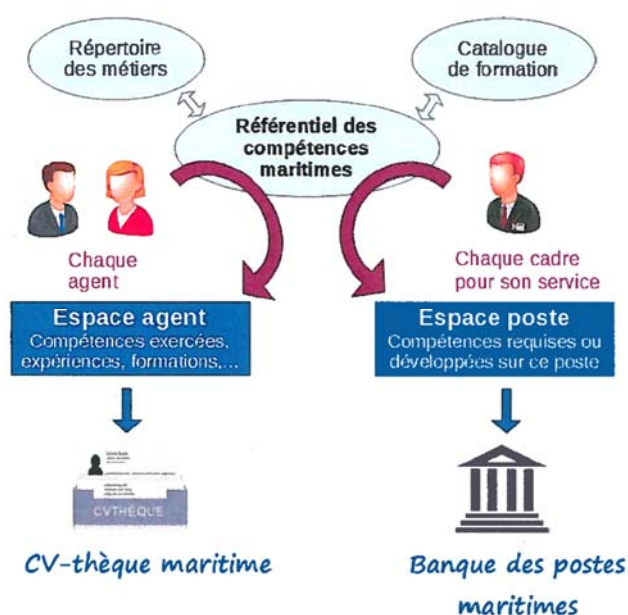 Répertoire
des métiers
Catalogue
de formation
Référentiel des
compétences
maritimes
Chaque
agent
Chaque cadre
pour son service
Espace agent
Compétences exercées,
expériences, formations,...
Espace poste
Compétences requises ou
développées sur ce poste
CVTHÈQUE
CV-thèque maritime
Banque des postes
maritimes